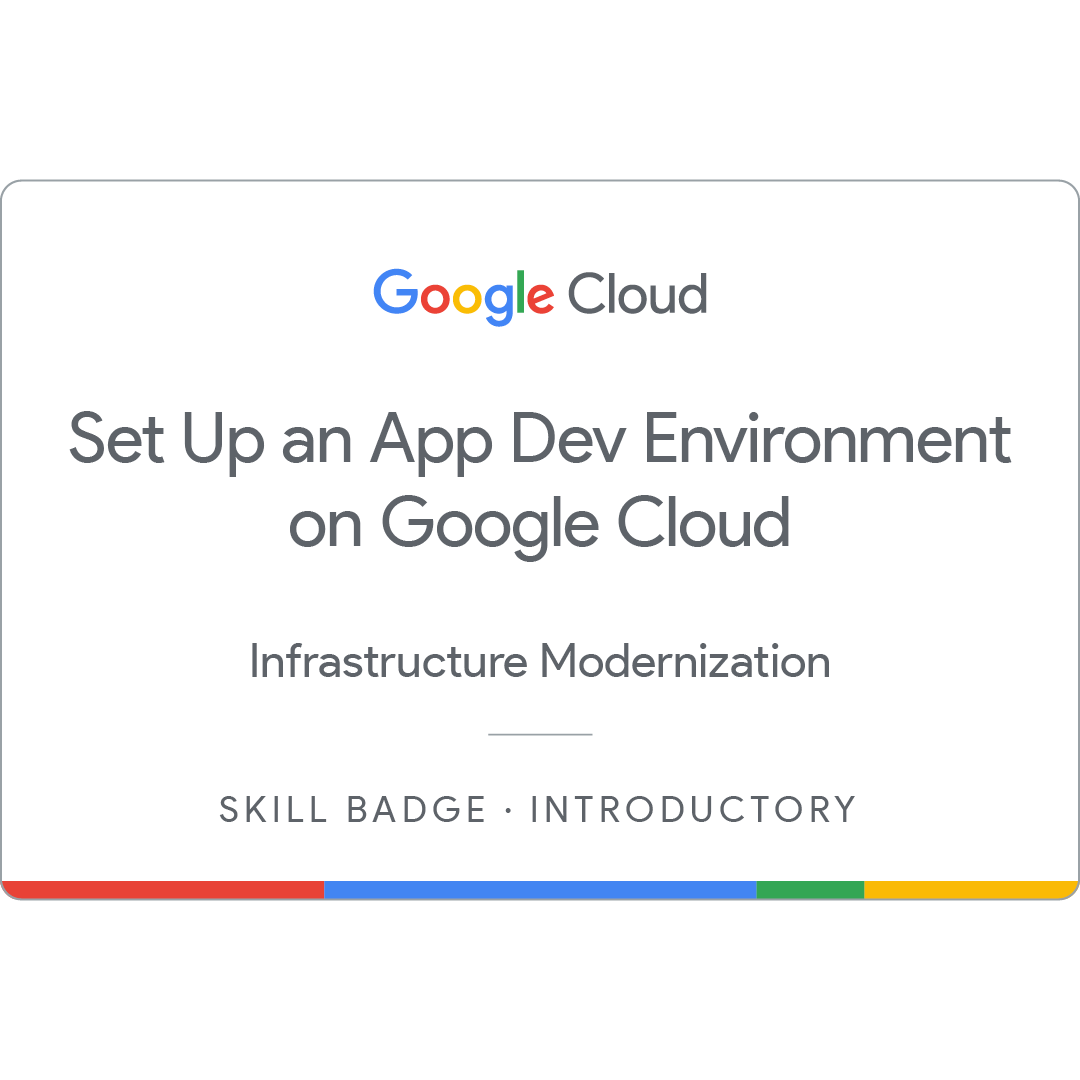 Google Cloud
Set Up an App Dev Environment
on Google Cloud
Infrastructure Modernization
SKILL BADGE · INTRODUCTORY